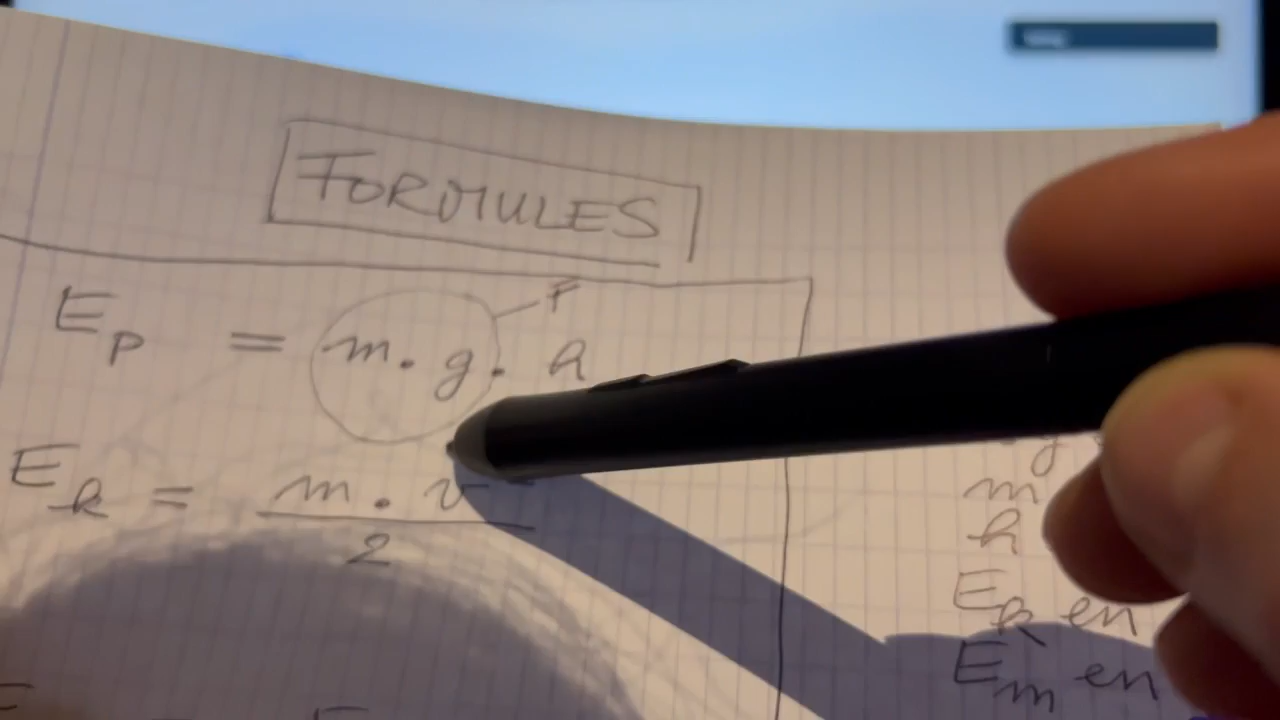 FORMULES
F
Ep = m.g.h
Ek = m.v
2
g
m
h
Ek en
Em en